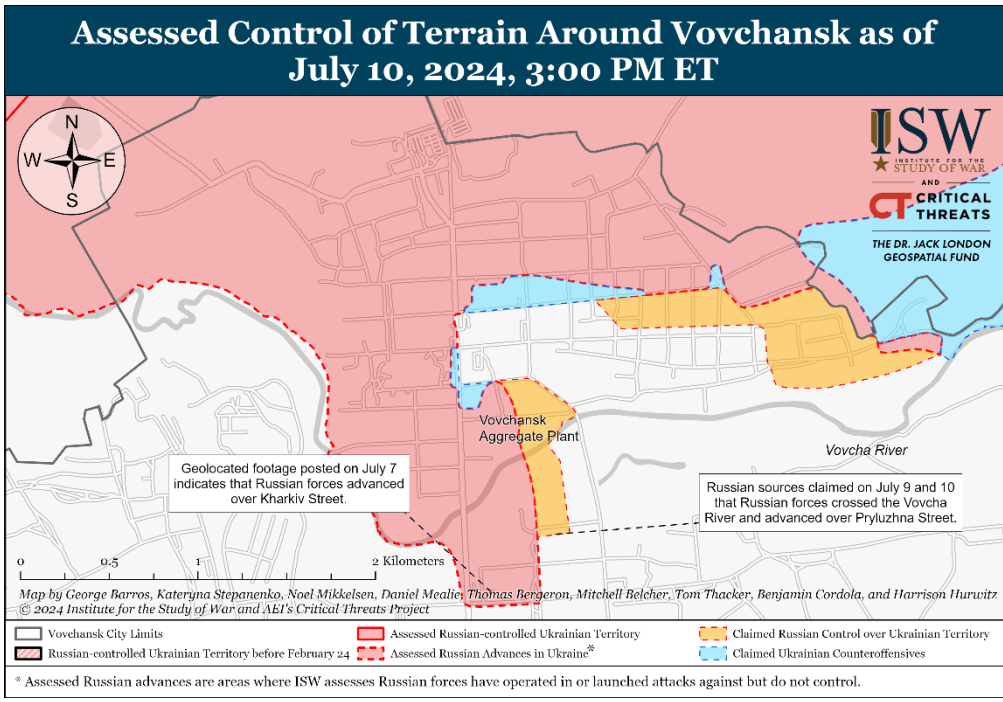 Assessed Control of Terrain Around Vovchansk as of
July 10, 2024, 3:00 PM ET
N
W
E
S
ISW
INSTITUTE FOR THE
STUDY OF WAR
AND
CT CRITICAL
THREATS
THE DR. JACK LONDON
GEOSPATIAL FUND
Vovchansk
Aggregate Plant
Vovcha River
Geolocated footage posted on July 7
indicates that Russian forces advanced
over Kharkiv Street.
Russian sources claimed on July 9 and 10
that Russian forces crossed the Vovcha
River and advanced over Pryluzhna Street.
0 0.5 1 2 Kilometers
Map by George Barros, Kateryna Stepanenko, Noel Mikkelsen, Daniel Mealie, Thomas Bergeron, Mitchell Belcher, Tom Thacker, Benjamin Cordola, and Harrison Hurwitz
© 2024 Institute for the Study of War and AEI's Critical Threats Project
Vovchansk City Limits
Assessed Russian-controlled Ukrainian Territory
Claimed Russian Control over Ukrainian Territory
Russian-controlled Ukrainian Territory before February 24
Assessed Russian Advances in Ukraine*
Claimed Ukrainian Counteroffensives
* Assessed Russian advances are areas where ISW assesses Russian forces have operated in or launched attacks against but do not control.